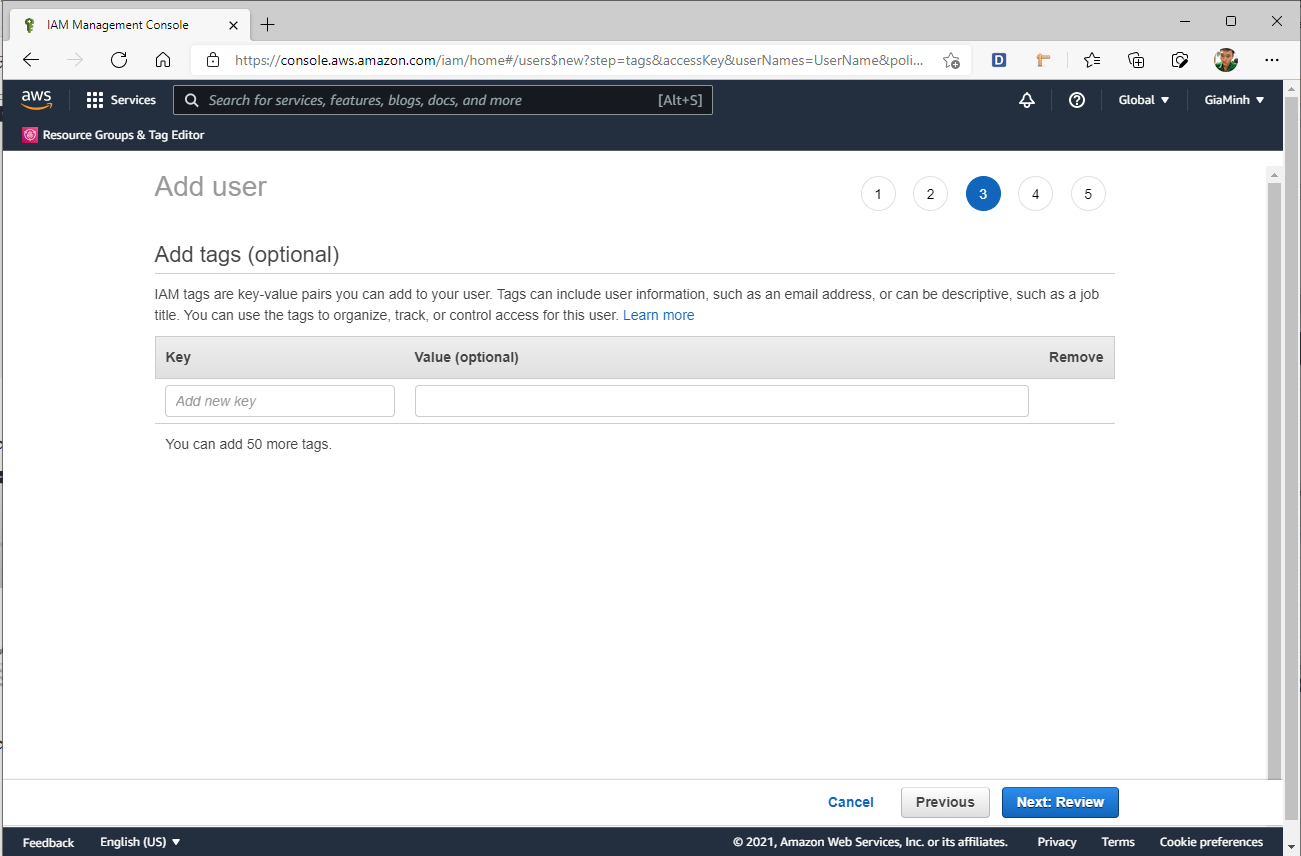 IAM Management Console
https://console.aws.amazon.com/iam/home#/users$new?step=tags&accessKey&userNames=UserName&poli...
aws
Services
Search for services, features, blogs, docs, and more
[Alt+S]
Global
GiaMinh
Resource Groups & Tag Editor
Add user
1 2 3 4 5
Add tags (optional)
IAM tags are key-value pairs you can add to your user. Tags can include user information, such as an email address, or can be descriptive, such as a job
title. You can use the tags to organize, track, or control access for this user. Learn more
Key Value (optional) Remove
Add new key
You can add 50 more tags.
Cancel Previous Next: Review
Feedback English (US) © 2021, Amazon Web Services, Inc. or its affiliates. Privacy Terms Cookie preferences